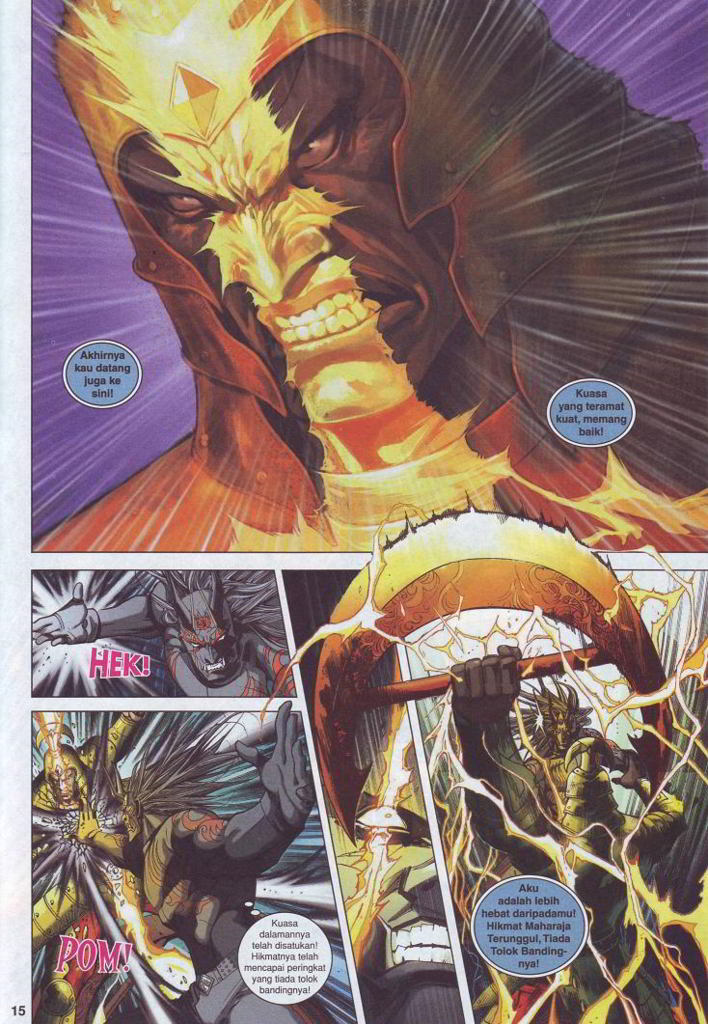 Akhirnya
kau datang
juga ke
sini!
Kuasa
yang teramat
kuat, memang
baik!
HEK!
POM!
Kuasa
dalamannya
telah disatukan!
Hikmatnya telah
mencapai peringkat
yang tiada tolok
bandingnya!
Aku
adalah lebih
hebat daripadamu!
Hikmat Maharaja
Terunggul, Tiada
Tolok Banding-
nya!
15